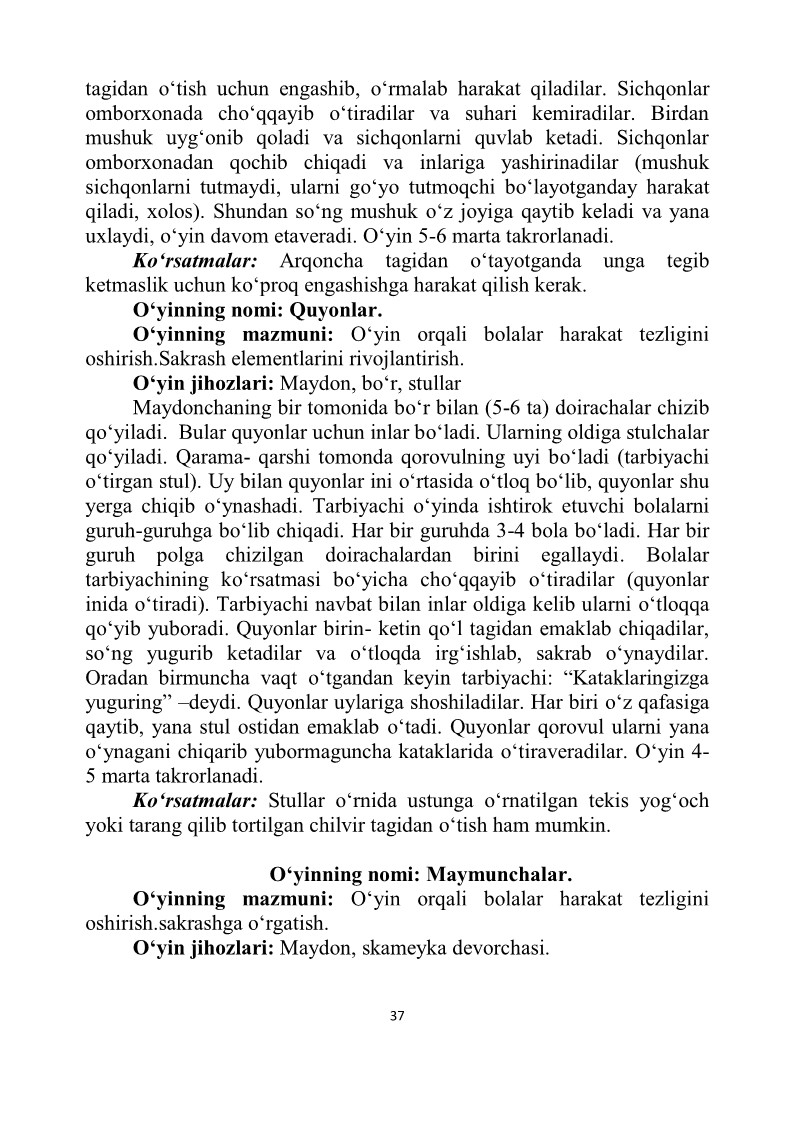 tagidan o‘tish uchun engashib, o‘rmalab harakat qiladilar. Sichqonlar
omborxonada cho‘qqayib o‘tiradilar va suhari kemiradilar. Birdan
mushuk uyg‘onib qoladi va sichqonlarni quvlab ketadi. Sichqonlar
omborxonadan qochib chiqadi va inlariga yashirinadilar (mushuk
sichqonlarni tutmaydi, ularni go‘yo tutmoqchi bo‘layotganday harakat
qiladi, xolos). Shundan so‘ng mushuk o‘z joyiga qaytib keladi va yana
uxlaydi, o‘yin davom etaveradi. O‘yin 5-6 marta takrorlanadi.
Ko‘rsatmalar: Arqoncha tagidan o‘tayotganda unga tegib
ketmaslik uchun ko‘proq engashishga harakat qilish kerak.
O‘yinning nomi: Quyonlar.
O‘yinning mazmuni: O‘yin orqali bolalar harakat tezligini
oshirish.Sakrash elementlarini rivojlantirish.
O‘yin jihozlari: Maydon, bo‘r, stullar
Maydonchaning bir tomonida bo‘r bilan (5-6 ta) doirachalar chizib
qo‘yiladi. Bular quyonlar uchun inlar bo‘ladi. Ularning oldiga stulchalar
qo‘yiladi. Qarama- qarshi tomonda qorovulning uyi bo‘ladi (tarbiyachi
o‘tirgan stul). Uy bilan quyonlar ini o‘rtasida o‘tloq bo‘lib, quyonlar shu
yerga chiqib o‘ynashadi. Tarbiyachi o‘yinda ishtirok etuvchi bolalarni
guruh-guruhga bo‘lib chiqadi. Har bir guruhda 3-4 bola bo‘ladi. Har bir
guruh polga chizilgan doirachalardan birini egallaydi. Bolalar
tarbiyachining ko‘rsatmasi bo‘yicha cho‘qqayib o‘tiradilar (quyonlar
inida o‘tiradi). Tarbiyachi navbat bilan inlar oldiga kelib ularni o‘tloqqa
qo‘yib yuboradi. Quyonlar birin- ketin qo‘l tagidan emaklab chiqadilar,
so‘ng yugurib ketadilar va o‘tloqda irg‘ishlab, sakrab o‘ynaydilar.
Oradan birmuncha vaqt o‘tgandan keyin tarbiyachi: “Kataklaringizga
yuguring” –deydi. Quyonlar uylariga shoshiladilar. Har biri o‘z qafasiga
qaytib, yana stul ostidan emaklab o‘tadi. Quyonlar qorovul ularni yana
o‘ynagani chiqarib yubormaguncha kataklarida o‘tiraveradilar. O‘yin 4-
5 marta takrorlanadi.
Ko‘rsatmalar: Stullar o‘rnida ustunga o‘rnatilgan tekis yog‘och
yoki tarang qilib tortilgan chilvir tagidan o‘tish ham mumkin.
O‘yinning nomi: Maymunchalar.
O‘yinning mazmuni: O‘yin orqali bolalar harakat tezligini
oshirish.sakrashga o‘rgatish.
O‘yin jihozlari: Maydon, skameyka devorchasi.
37